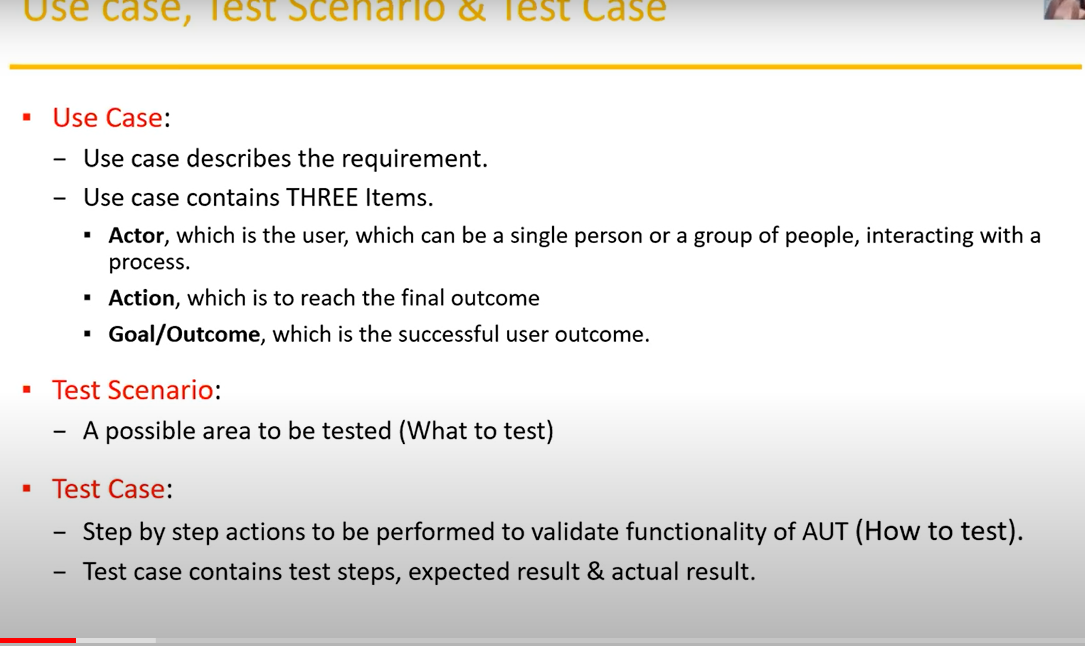 Use case, Test Scenario & Test Case
▪ Use Case:
– Use case describes the requirement.
– Use case contains THREE Items.
▪ Actor, which is the user, which can be a single person or a group of people, interacting with a
process.
▪ Action, which is to reach the final outcome
▪ Goal/Outcome, which is the successful user outcome.
▪ Test Scenario:
– A possible area to be tested (What to test)
▪ Test Case:
– Step by step actions to be performed to validate functionality of AUT (How to test).
– Test case contains test steps, expected result & actual result.